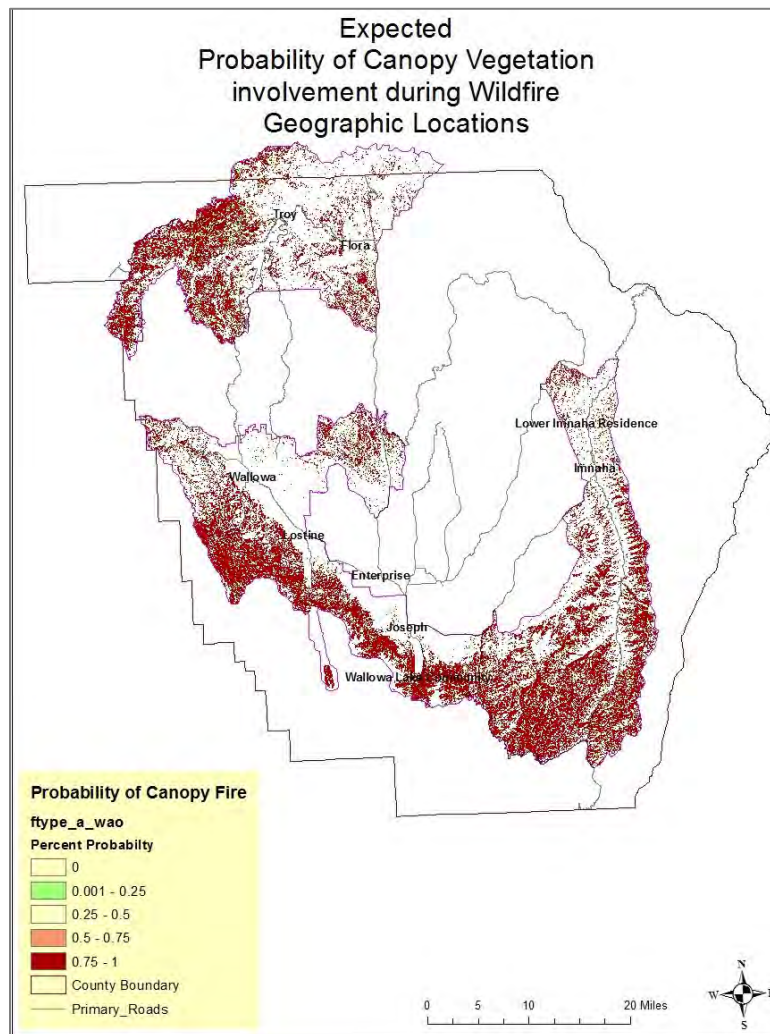 Expected
Probability of Canopy Vegetation
involvement during Wildfire
Geographic Locations
Troy
Flora
Lower Imnaha Residence
Imnaha
Wallowa
Lostine
Enterprise
Joseph
Wallowa Lake Community
Probability of Canopy Fire
ftype_a_wao
Percent Probabilty
0
0.001 - 0.25
0.25 - 0.5
0.5 - 0.75
0.75 - 1
County Boundary
Primary_Roads
0 5 10 20 Miles
N
W
S